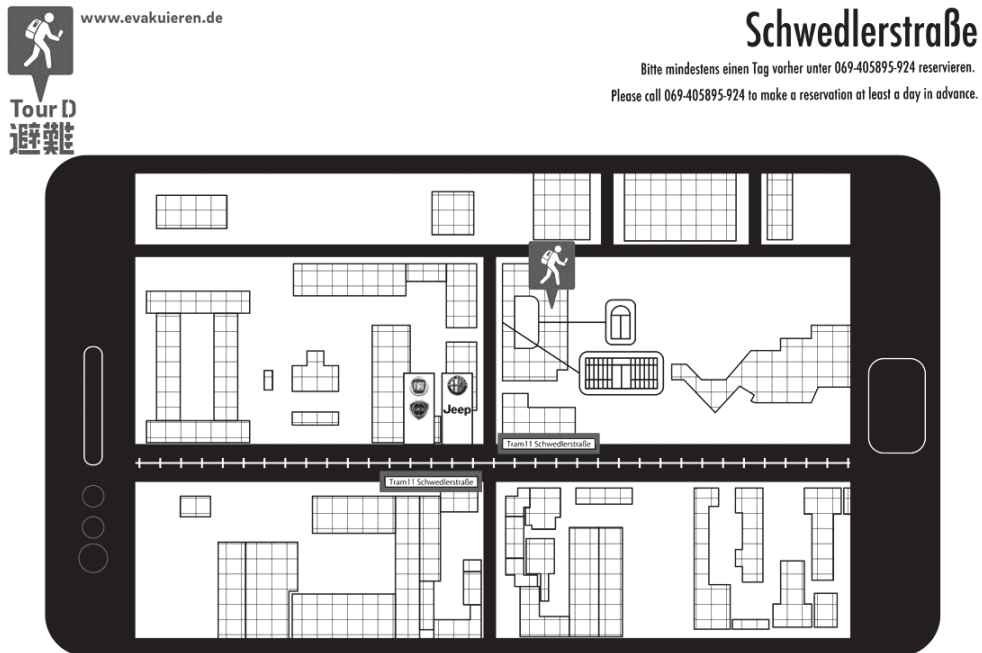 www.evakuieren.de
Schwedlerstraße
Bitte mindestens einen Tag vorher unter 069-405895-924 reservieren.
Please call 069-405895-924 to make a reservation at least a day in advance.
Tour D
避難
Jeep
Tram11 Schwedlerstraße
Tram11 Schwedlerstraße